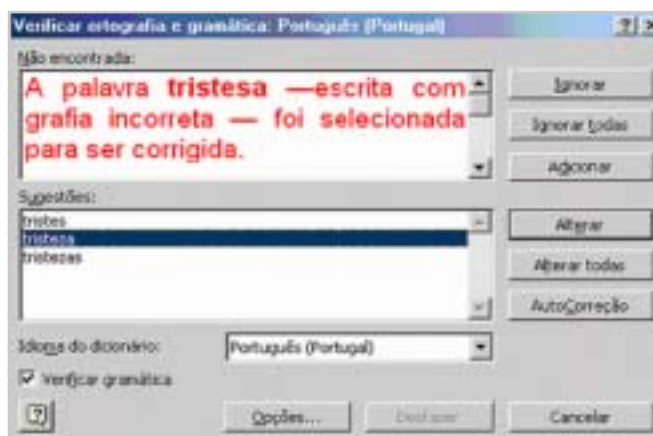 Verificar ortografia e gramática: Português (Portugal)
Não encontrada:
A palavra tristesa —escrita com
grafia incorreta — foi selecionada
para ser corrigida.
Ignorar
Ignorar todas
Adicionar
Sugestões:
tristes
tristeza
tristezas
Alterar
Alterar todas
AutoCorreção
Idioma do dicionário:
Português (Portugal)
Verificar gramática
Opções...
Desfazer
Cancelar